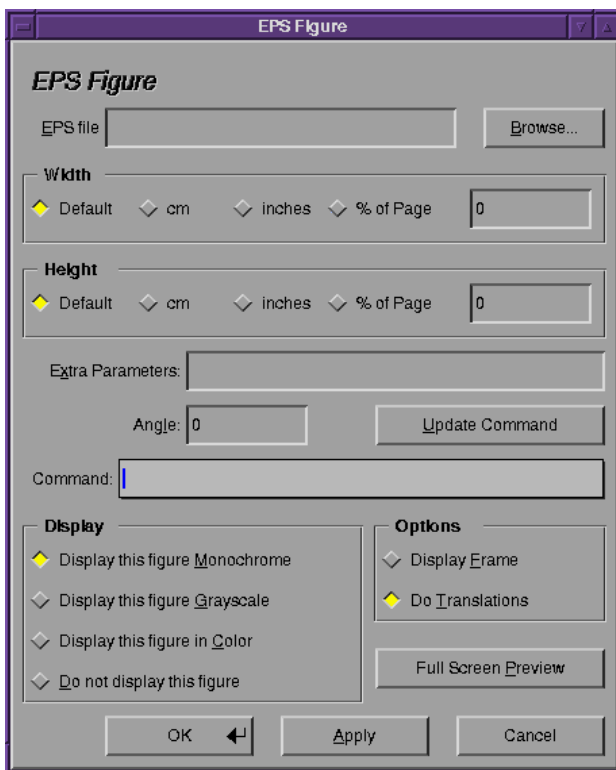 EPS Figure
EPS Figure
EPS file Browse...
Width
Default cm inches % of Page 0
Height
Default cm inches % of Page 0
Extra Parameters:
Angle: 0 Update Command
Command:
Display Options
Display this figure Monochrome Display Frame
Display this figure Grayscale Do Translations
Display this figure in Color
Do not display this figure Full Screen Preview
OK Apply Cancel